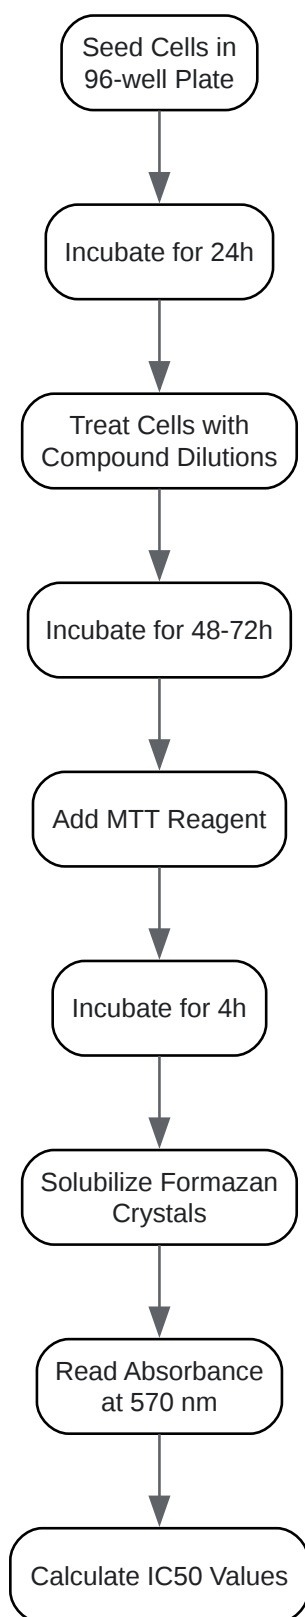 Seed Cells in
96-well Plate
Incubate for 24h
Treat Cells with
Compound Dilutions
Incubate for 48-72h
Add MTT Reagent
Incubate for 4h
Solubilize Formazan
Crystals
Read Absorbance
at 570 nm
Calculate IC50 Values